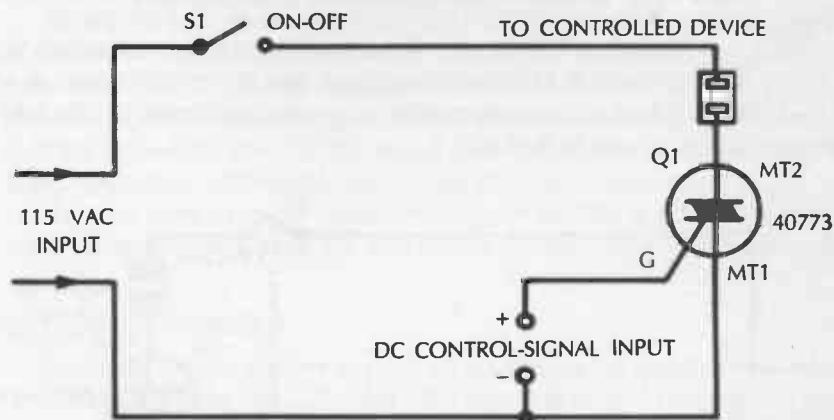 S1
ON-OFF
TO CONTROLLED DEVICE
Q1
MT2
115 VAC
INPUT
40773
G
MT1
+
DC CONTROL-SIGNAL INPUT
−